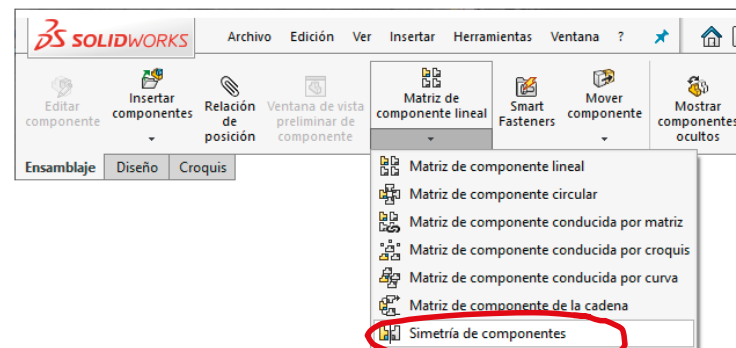 SOLIDWORKS Archivo Edición Ver Insertar Herramientas Ventana ?
Editar componente
Insertar componentes
Relación de posición
Ventana de vista preliminar de componente
Matriz de componente lineal
Smart Fasteners
Mover componente
Mostrar componentes ocultos
Ensamblaje Diseño Croquis
Matriz de componente lineal
Matriz de componente circular
Matriz de componente conducida por matriz
Matriz de componente conducida por croquis
Matriz de componente conducida por curva
Matriz de componente de la cadena
Simetría de componentes